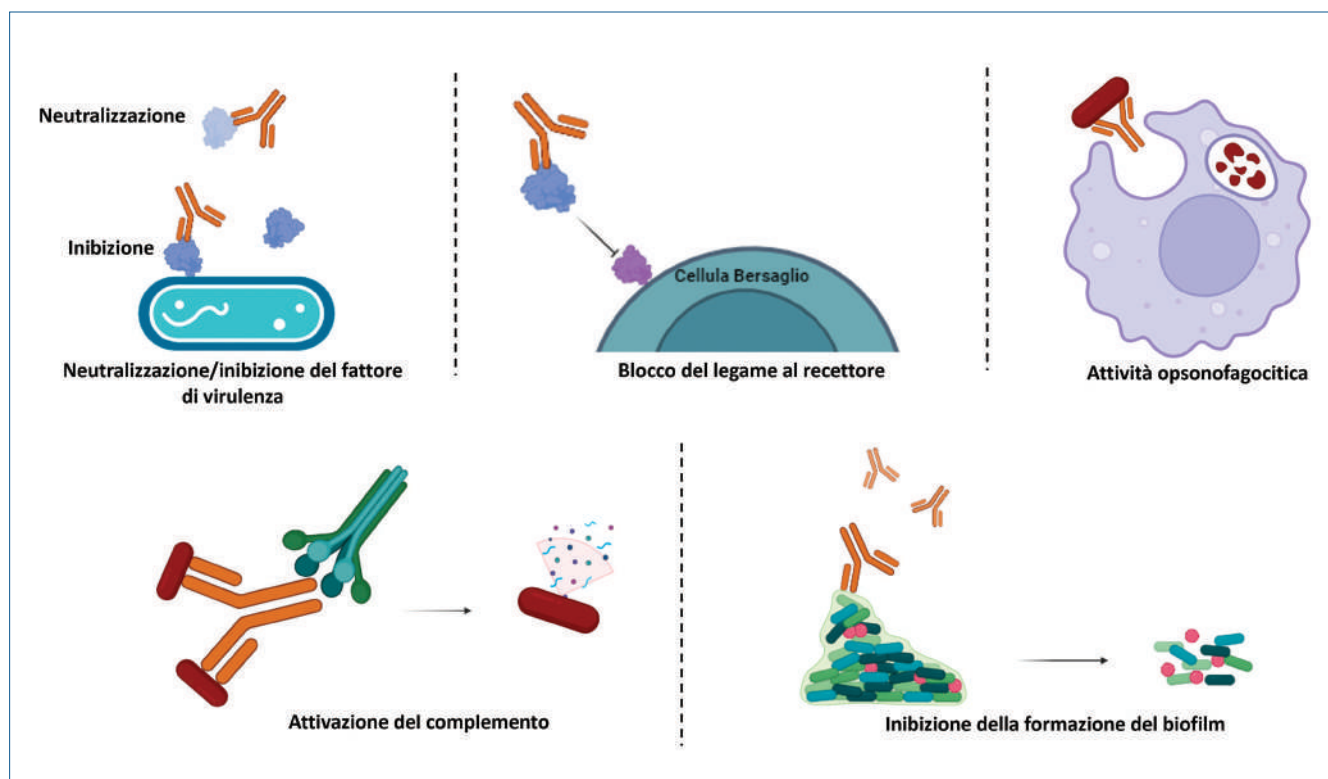 Neutralizzazione
Inibizione
Neutralizzazione/inibizione del fattore
di virulenza
Cellula Bersaglio
Blocco del legame al recettore
Attività opsonofagocitica
Attivazione del complemento
Inibizione della formazione del biofilm